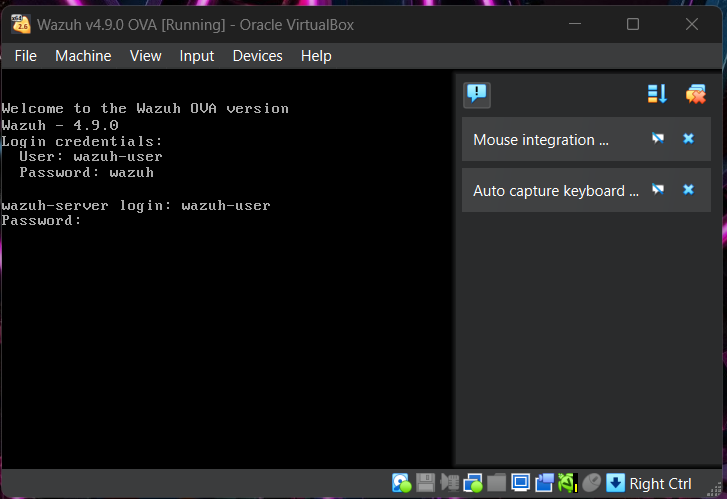 Wazuh v4.9.0 OVA [Running] - Oracle VirtualBox
File Machine View Input Devices Help
Welcome to the Wazuh OVA version
Wazuh - 4.9.0
Login credentials:
User: wazuh-user
Password: wazuh
wazuh-server login: wazuh-user
Password:
Mouse integration ...
Auto capture keyboard ...
Right Ctrl